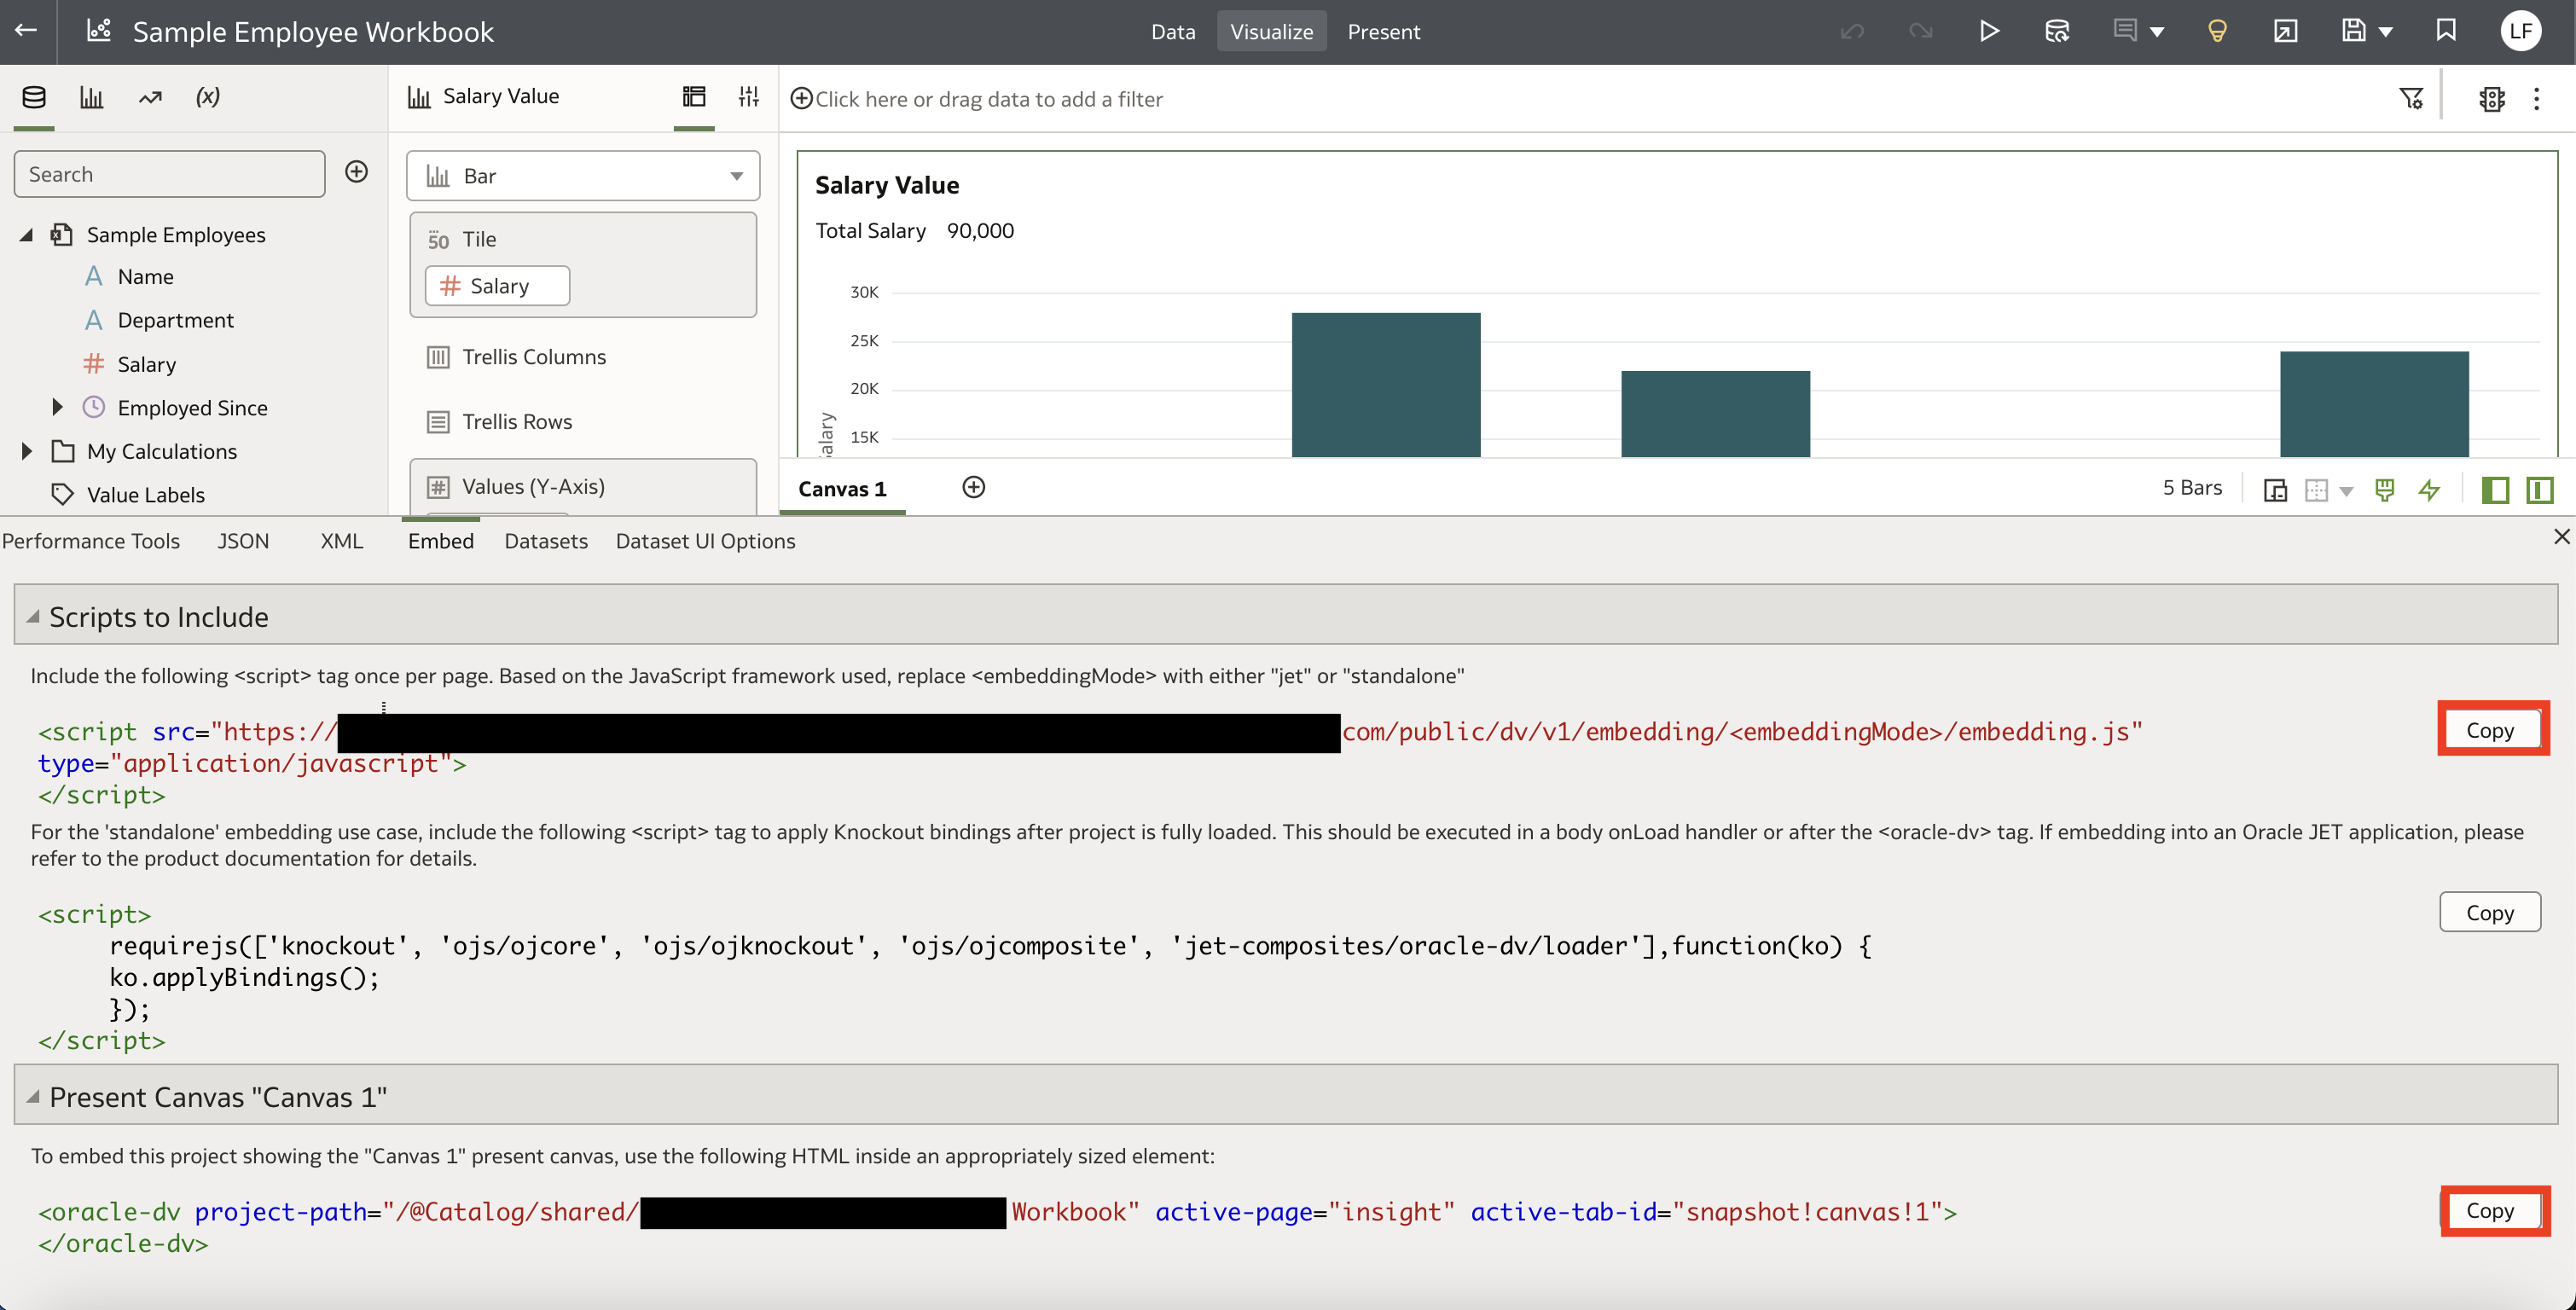 Sample Employee Workbook
Data Visualize Present
LF
(x)
Salary Value
Click here or drag data to add a filter
Search
Bar
Salary Value
Total Salary 90,000
Sample Employees
50 Tile
A Name
# Salary
A Department
# Salary
Employed Since
My Calculations
Value Labels
Trellis Columns
Trellis Rows
# Values (Y-Axis)
30K
25K
20K
15K
Salary
Canvas 1
5 Bars
Performance Tools JSON XML Embed Datasets Dataset UI Options
Scripts to Include
Include the following <script> tag once per page. Based on the JavaScript framework used, replace <embeddingMode> with either "jet" or "standalone"
<script src="https:// com/public/dv/v1/embedding/<embeddingMode>/embedding.js"
type="application/javascript">
</script>
Copy
For the 'standalone' embedding use case, include the following <script> tag to apply Knockout bindings after project is fully loaded. This should be executed in a body onLoad handler or after the <oracle-dv> tag. If embedding into an Oracle JET application, please
refer to the product documentation for details.
<script>
requirejs(['knockout', 'ojs/ojcore', 'ojs/ojknockout', 'ojs/ojcomposite', 'jet-composites/oracle-dv/loader'],function(ko) {
ko.applyBindings();
});
</script>
Copy
Present Canvas "Canvas 1"
To embed this project showing the "Canvas 1" present canvas, use the following HTML inside an appropriately sized element:
<oracle-dv project-path="/@Catalog/shared/ Workbook" active-page="insight" active-tab-id="snapshot!canvas!1">
</oracle-dv>
Copy